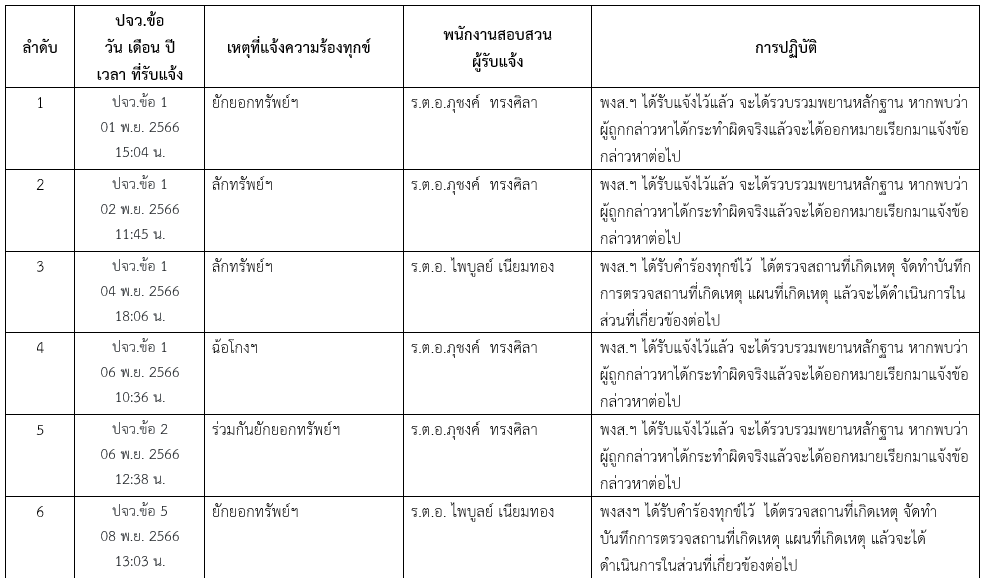 ลำดับ
ปจว.ข้อ
วัน เดือน ปี
เวลา ที่รับแจ้ง
เหตุที่แจ้งความร้องทุกข์
พนักงานสอบสวน
ผู้รับแจ้ง
การปฏิบัติ
1
ปจว.ข้อ 1
01 พ.ย. 2566
15:04 น.
ยักยอกทรัพย์ฯ
ร.ต.อ.ภุชงค์ ทรงศิลา
พงส.ฯ ได้รับแจ้งไว้แล้ว จะได้รวบรวมพยานหลักฐาน หากพบว่า
ผู้ถูกกล่าวหาได้กระทำผิดจริงแล้วจะได้ออกหมายเรียกมาแจ้งข้อ
กล่าวหาต่อไป
2
ปจว.ข้อ 1
02 พ.ย. 2566
11:45 น.
ลักทรัพย์ฯ
ร.ต.อ.ภุชงค์ ทรงศิลา
พงส.ฯ ได้รับแจ้งไว้แล้ว จะได้รวบรวมพยานหลักฐาน หากพบว่า
ผู้ถูกกล่าวหาได้กระทำผิดจริงแล้วจะได้ออกหมายเรียกมาแจ้งข้อ
กล่าวหาต่อไป
3
ปจว.ข้อ 1
04 พ.ย. 2566
18:06 น.
ลักทรัพย์ฯ
ร.ต.อ. ไพบูลย์ เนียมทอง
พงส.ฯ ได้รับคำร้องทุกข์ไว้ ได้ตรวจสถานที่เกิดเหตุ จัดทำบันทึก
การตรวจสถานที่เกิดเหตุ แผนที่เกิดเหตุ แล้วจะได้ดำเนินการใน
ส่วนที่เกี่ยวข้องต่อไป
4
ปจว.ข้อ 1
06 พ.ย. 2566
10:36 น.
ฉ้อโกงฯ
ร.ต.อ.ภุชงค์ ทรงศิลา
พงส.ฯ ได้รับแจ้งไว้แล้ว จะได้รวบรวมพยานหลักฐาน หากพบว่า
ผู้ถูกกล่าวหาได้กระทำผิดจริงแล้วจะได้ออกหมายเรียกมาแจ้งข้อ
กล่าวหาต่อไป
5
ปจว.ข้อ 2
06 พ.ย. 2566
12:38 น.
ร่วมกันยักยอกทรัพย์ฯ
ร.ต.อ.ภุชงค์ ทรงศิลา
พงส.ฯ ได้รับแจ้งไว้แล้ว จะได้รวบรวมพยานหลักฐาน หากพบว่า
ผู้ถูกกล่าวหาได้กระทำผิดจริงแล้วจะได้ออกหมายเรียกมาแจ้งข้อ
กล่าวหาต่อไป
6
ปจว.ข้อ 5
08 พ.ย. 2566
13:03 น.
ยักยอกทรัพย์ฯ
ร.ต.อ. ไพบูลย์ เนียมทอง
พงสงฯ ได้รับคำร้องทุกข์ไว้ ได้ตรวจสถานที่เกิดเหตุ จัดทำ
บันทึกการตรวจสถานที่เกิดเหตุ แผนที่เกิดเหตุ แล้วจะได้
ดำเนินการในส่วนที่เกี่ยวข้องต่อไป